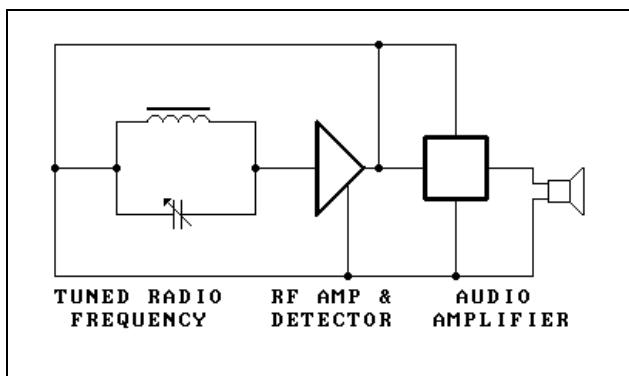 TUNED RADIO FREQUENCY
RF AMP & DETECTOR
AUDIO AMPLIFIER